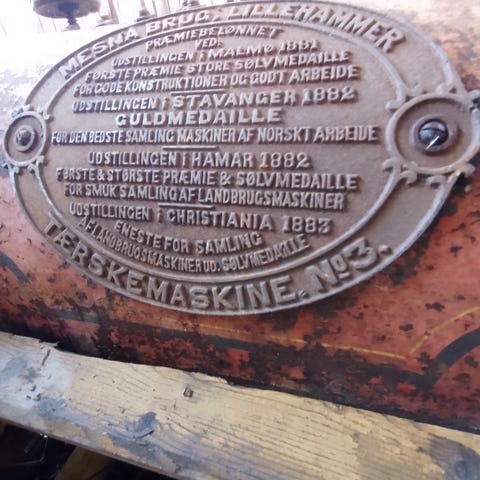 MESNA BRUG, LILLEHAMMER
PRÆMIEBELØNNET
VED.
UDSTILLINGEN i MALMØ 1881
FØRSTE PRÆMIE STORE SØLVMEDAILLE
FOR GODE KONSTRUKTIONER OG GODT ARBEIDE
UDSTILLINGEN i STAVANGER 1882
GULDMEDAILLE
FOR DEN BEDSTE SAMLING MASKINER AF NORSKT ARBEIDE
UDSTILLINGEN i HAMAR 1882
FØRSTE & STØRSTE PRÆMIE & SØLVMEDAILLE
FOR SMUK SAMLING AF LANDBRUGSMASKINER
UDSTILLINGEN i CHRISTIANIA 1883
ENESTE FOR SAMLING
AF LANDBRUGSMASKINER UD. SØLVMEDAILLE
TÆRSKEMASKINE. No 3.